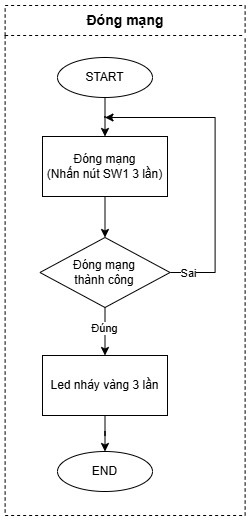 Đóng mạng
START
Đóng mạng
(Nhấn nút SW1 3 lần)
Đóng mạng
thành công
Sai
Đúng
Led nháy vàng 3 lần
END